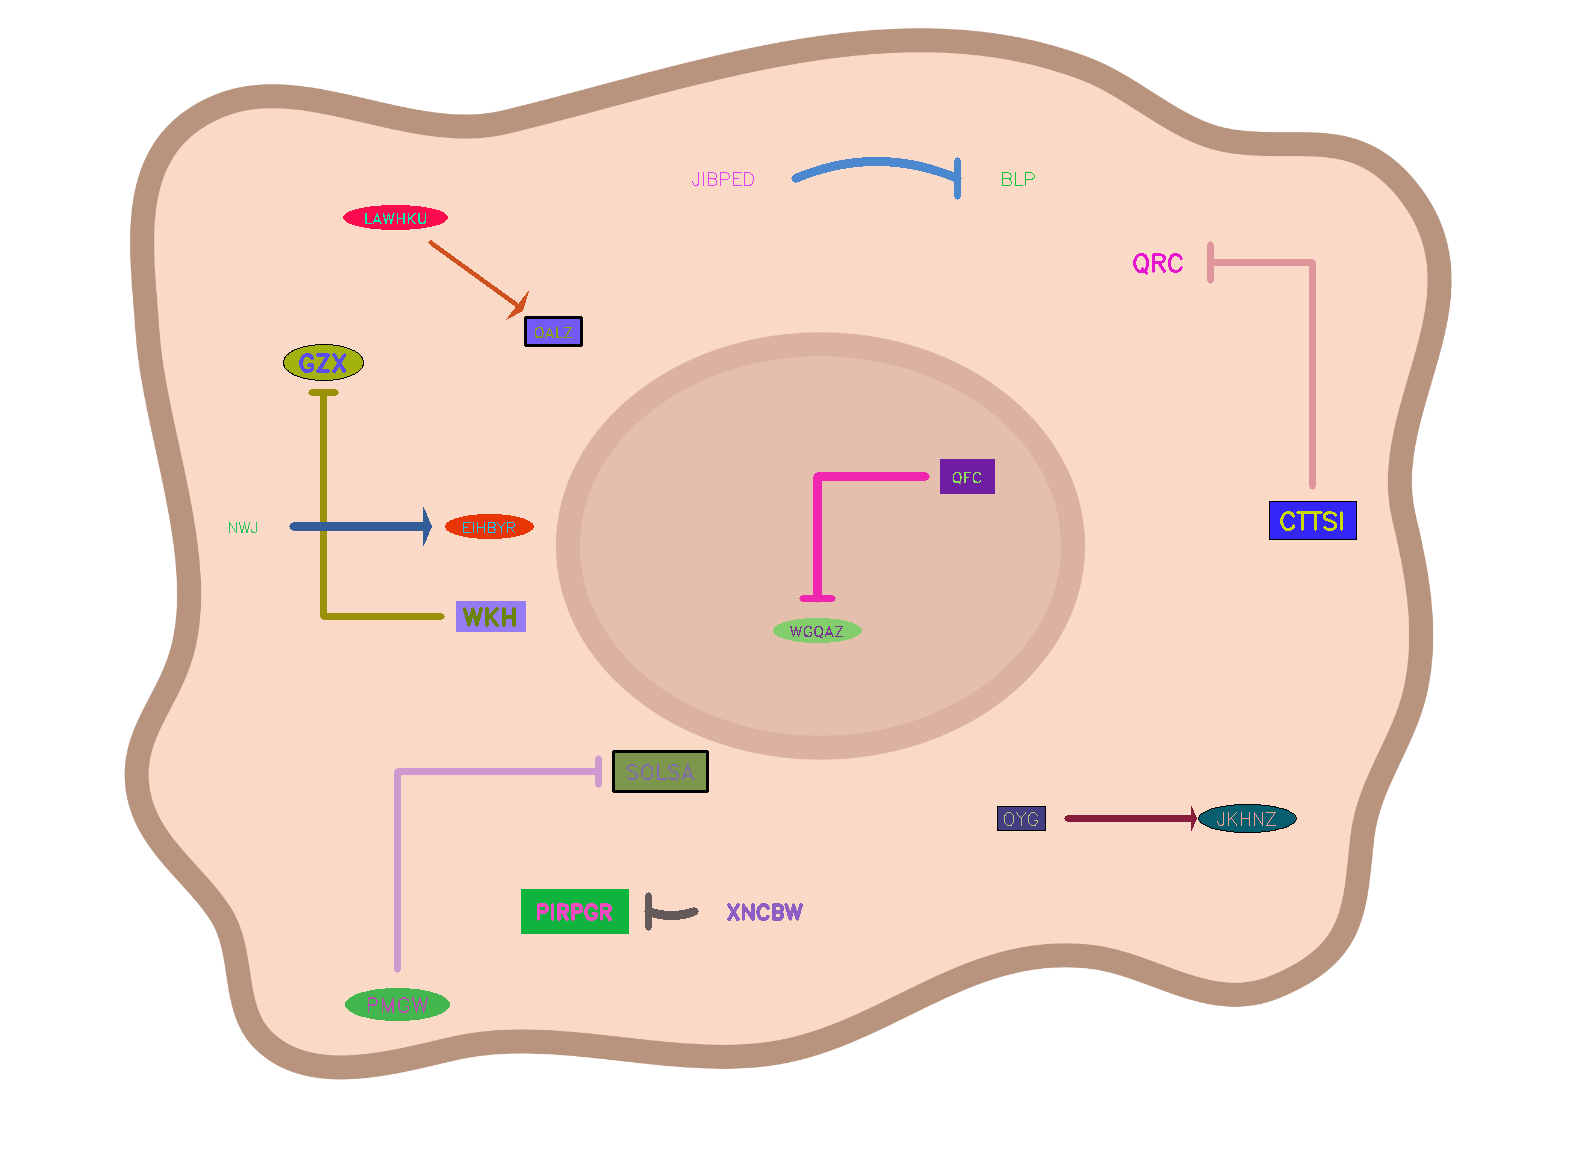 JIBPED
BLP
LAWHKU
QRC
QALZ
GZX
QFC
CTTSI
NWJ
EIHBYR
WKH
WGQAZ
SOLSA
OYG
JKHNZ
PIRPGR
XNCBW
PMGW